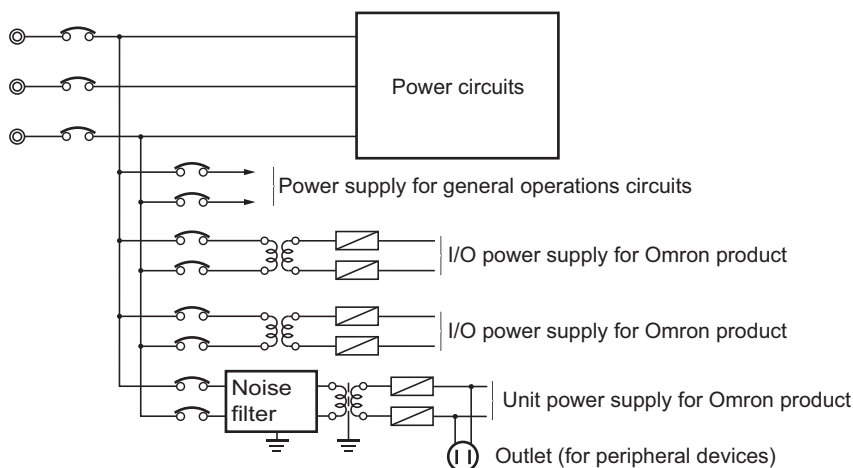 Power circuits
Power supply for general operations circuits
I/O power supply for Omron product
I/O power supply for Omron product
Noise
filter
Unit power supply for Omron product
Outlet (for peripheral devices)